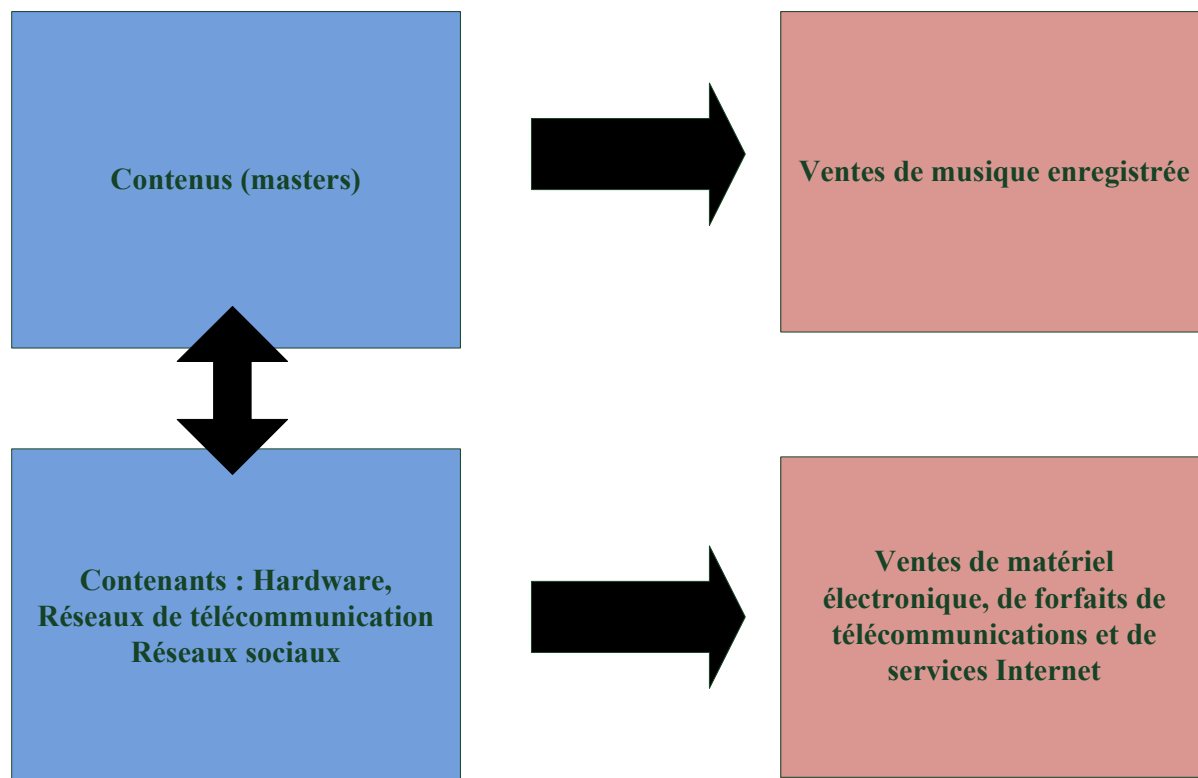 Contenus (masters)
Ventes de musique enregistrée
Contenants : Hardware,
Réseaux de télécommunication
Réseaux sociaux
Ventes de matériel
électronique, de forfaits de
télécommunications et de
services Internet